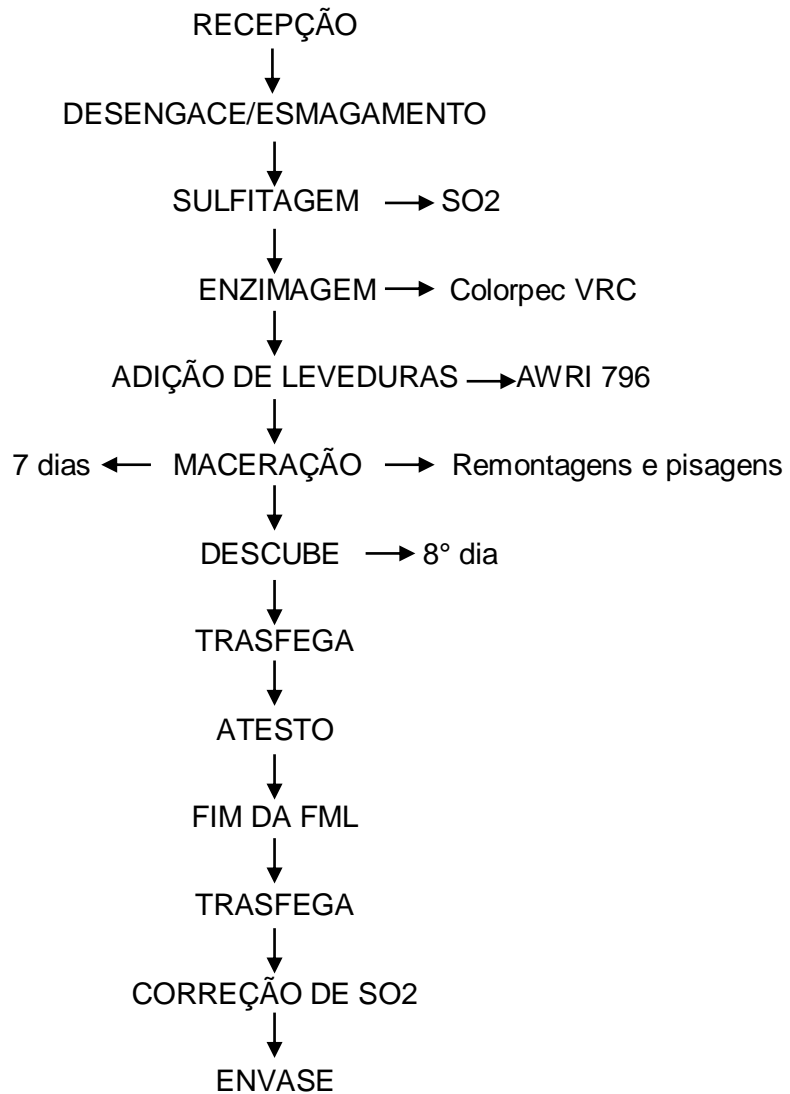 RECEPÇÃO
DESENGACE/ESMAGAMENTO
SULFITAGEM SO2
ENZIMAGEM Colorpec VRC
ADIÇÃO DE LEVEDURAS AWRI 796
7 dias MACERAÇÃO Remontagens e pisagens
DESCUBE 8° dia
TRASFEGA
ATESTO
FIM DA FML
TRASFEGA
CORREÇÃO DE SO2
ENVASE